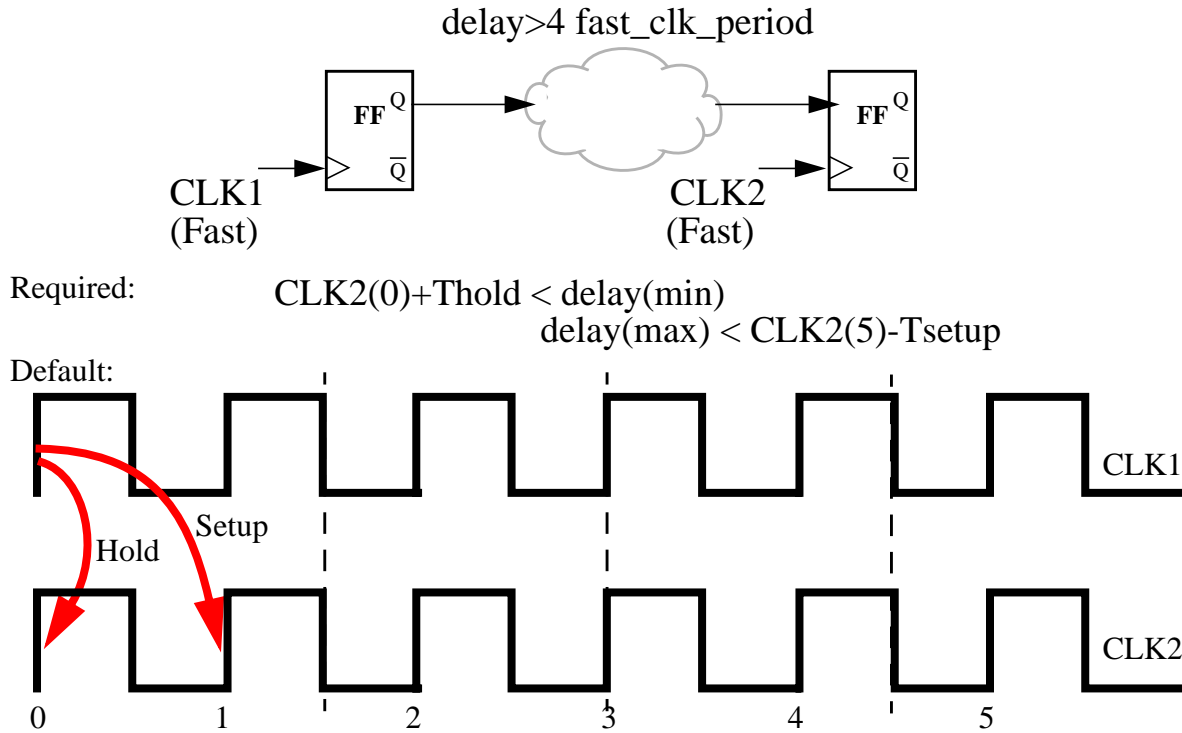 delay>4 fast_clk_period
FF Q
Q
FF Q
Q
CLK1
(Fast)
CLK2
(Fast)
Required:
CLK2(0)+Thold < delay(min)
delay(max) < CLK2(5)-Tsetup
Default:
CLK1
Setup
Hold
CLK2
0 1 2 3 4 5